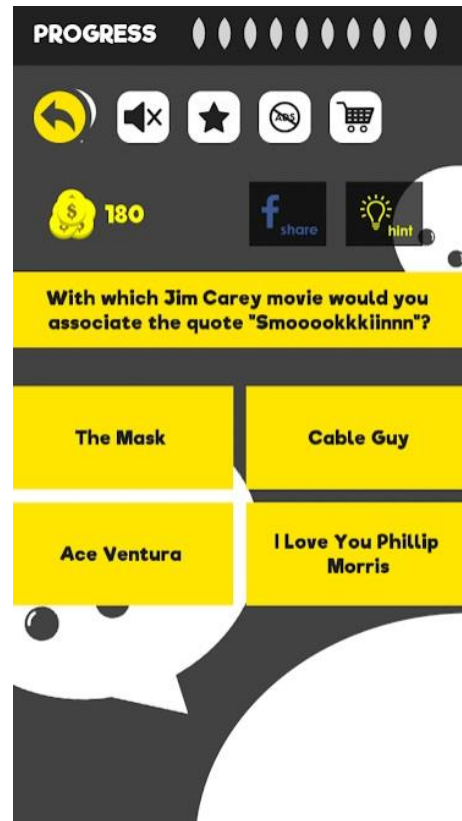 PROGRESS
ADS
$ 180
f share
hint
With which Jim Carey movie would you
associate the quote "Smooookkkiinnn"?
The Mask
Cable Guy
Ace Ventura
I Love You Phillip
Morris